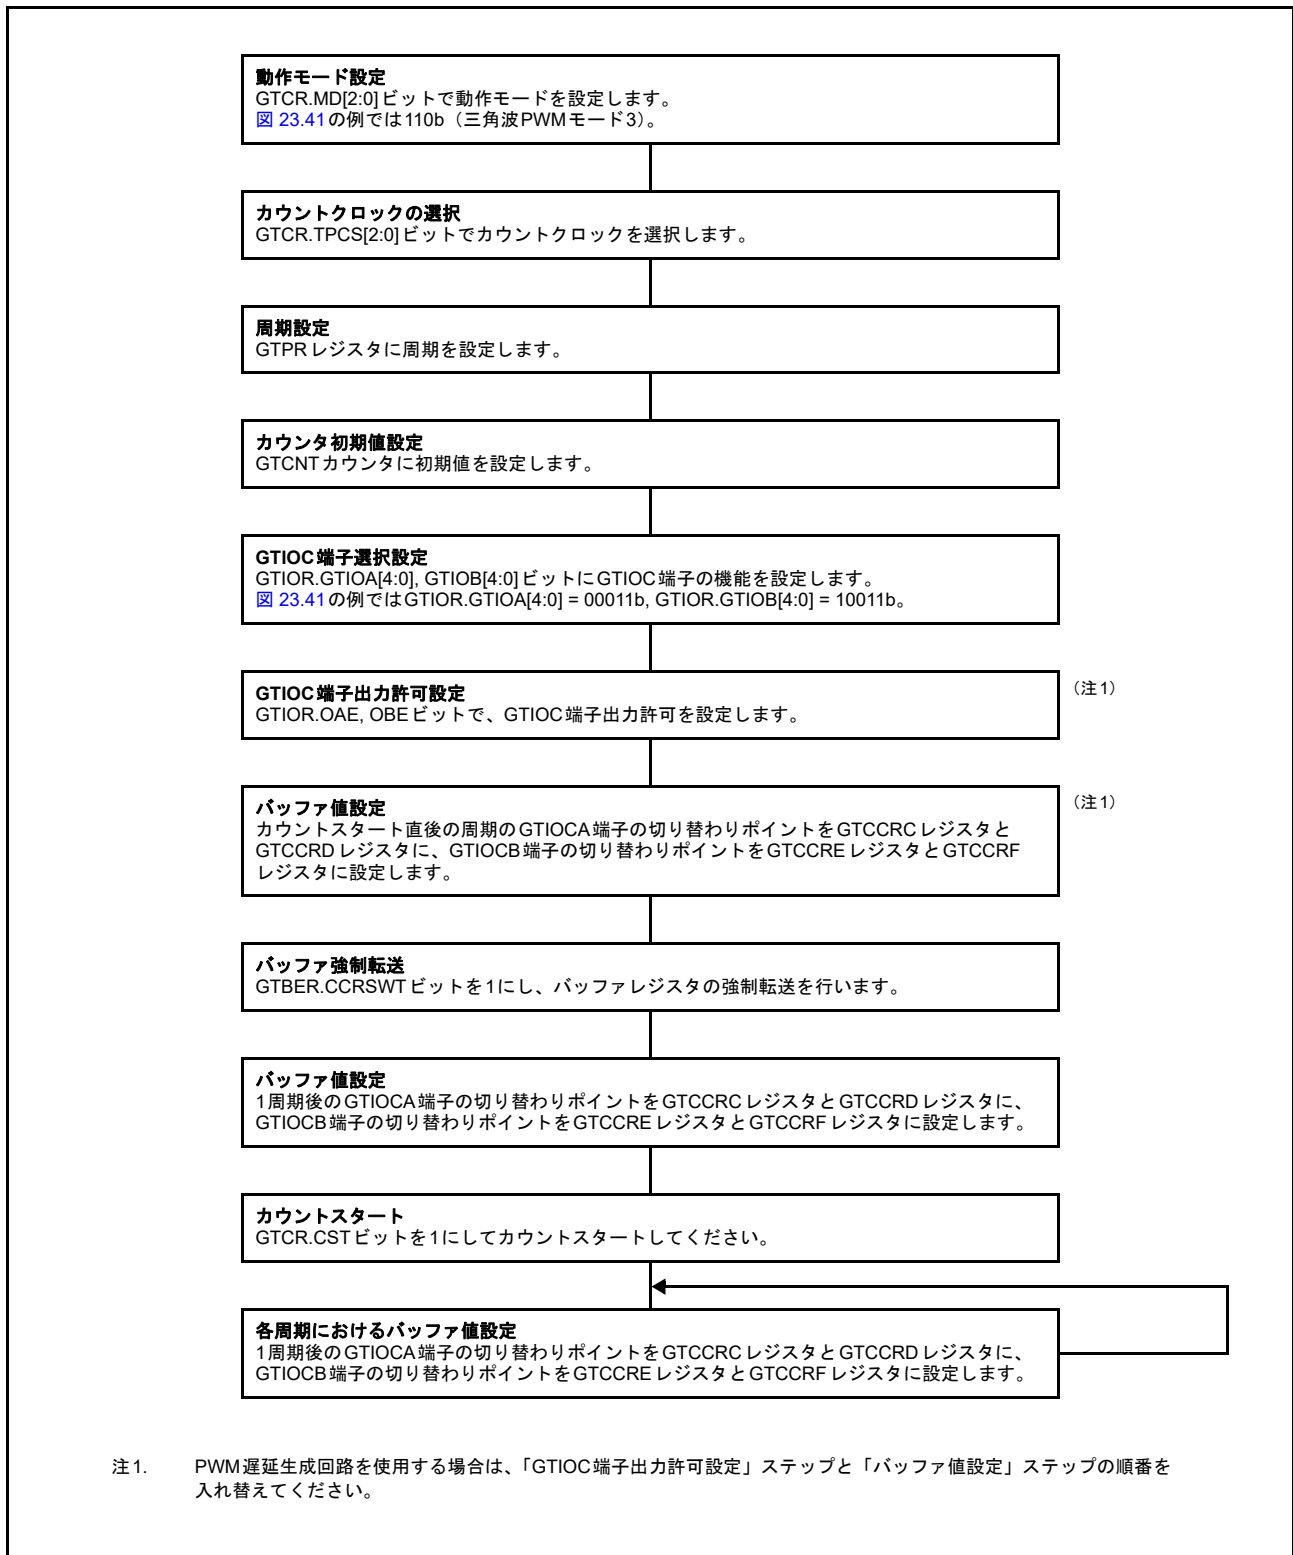 動作モード設定
GTCR.MD[2:0]ビットで動作モードを設定します。
図 23.41の例では110b（三角波PWMモード3）。
カウントクロックの選択
GTCR.TPCS[2:0]ビットでカウントクロックを選択します。
周期設定
GTPRレジスタに周期を設定します。
カウンタ初期値設定
GTCNTカウンタに初期値を設定します。
GTIOC端子選択設定
GTIOR.GTIOA[4:0], GTIOB[4:0]ビットにGTIOC端子の機能を設定します。
図 23.41の例ではGTIOR.GTIOA[4:0] = 00011b, GTIOR.GTIOB[4:0] = 10011b。
GTIOC端子出力許可設定
GTIOR.OAE, OBEビットで、GTIOC端子出力許可を設定します。
（注1）
バッファ値設定
カウントスタート直後の周期のGTIOCA端子の切り替わりポイントをGTCCRCレジスタと
GTCCRDレジスタに、GTIOCB端子の切り替わりポイントをGTCCREレジスタとGTCCRF
レジスタに設定します。
（注1）
バッファ強制転送
GTBER.CCRSWTビットを1にし、バッファレジスタの強制転送を行います。
バッファ値設定
1周期後のGTIOCA端子の切り替わりポイントをGTCCRCレジスタとGTCCRDレジスタに、
GTIOCB端子の切り替わりポイントをGTCCREレジスタとGTCCRFレジスタに設定します。
カウントスタート
GTCR.CSTビットを1にしてカウントスタートしてください。
各周期におけるバッファ値設定
1周期後のGTIOCA端子の切り替わりポイントをGTCCRCレジスタとGTCCRDレジスタに、
GTIOCB端子の切り替わりポイントをGTCCREレジスタとGTCCRFレジスタに設定します。
注1. PWM遅延生成回路を使用する場合は、「GTIOC端子出力許可設定」ステップと「バッファ値設定」ステップの順番を
入れ替えてください。